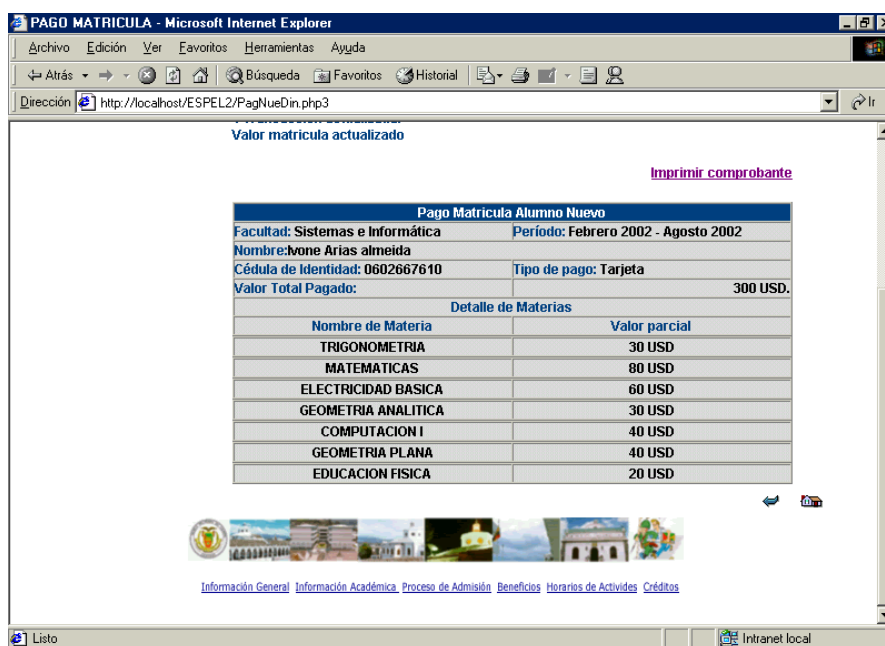 PAGO MATRICULA - Microsoft Internet Explorer
Archivo Edición Ver Favoritos Herramientas Ayuda
Atrás Búsqueda Favoritos Historial
Dirección http://localhost/ESPEL2/PagNueDin.php3 Ir
Valor matricula actualizado
Imprimir comprobante
Pago Matricula Alumno Nuevo
Facultad: Sistemas e Informática Período: Febrero 2002 - Agosto 2002
Nombre:Ivone Arias almeida
Cédula de Identidad: 0602667610 Tipo de pago: Tarjeta
Valor Total Pagado: 300 USD.
Detalle de Materias
Nombre de Materia Valor parcial
TRIGONOMETRIA 30 USD
MATEMATICAS 80 USD
ELECTRICIDAD BASICA 60 USD
GEOMETRIA ANALITICA 30 USD
COMPUTACION I 40 USD
GEOMETRIA PLANA 40 USD
EDUCACION FISICA 20 USD
Información General Información Académica Proceso de Admisión Beneficios Horarios de Activides Créditos
Listo Intranet local